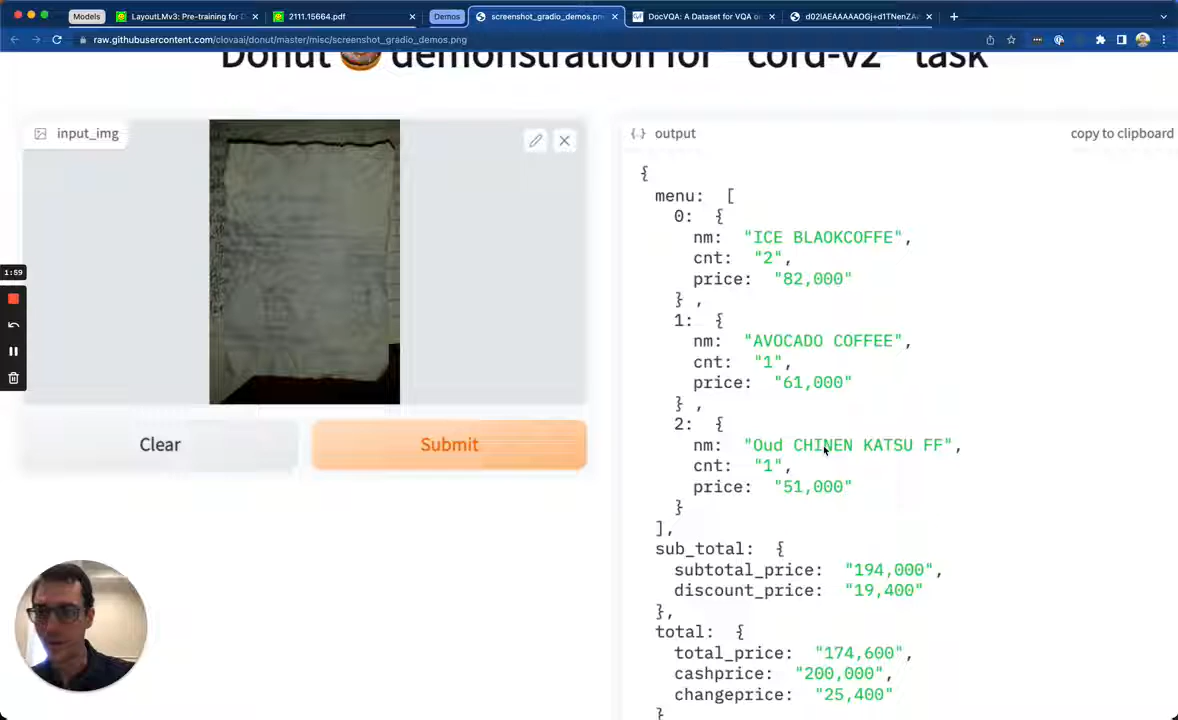 Models
LayoutLMv3: Pre-training for D
2111.15664.pdf
Demos
screenshot_gradio_demos.png
DocVQA: A Dataset for VQA on
d02lAEAAAAAOGj+d1TNenZA
raw.githubusercontent.com/clovaai/donut/master/misc/screenshot_gradio_demos.png
Donut 🍩 demonstration for " cord-v2 " task
input_img
output
copy to clipboard
{
menu: [
0: {
nm: "ICE BLAOKCOFFE",
cnt: "2",
price: "82,000"
} ,
1: {
nm: "AVOCADO COFFEE",
cnt: "1",
price: "61,000"
} ,
2: {
nm: "Oud CHINEN KATSU FF",
cnt: "1",
price: "51,000"
}
],
sub_total: {
subtotal_price: "194,000",
discount_price: "19,400"
},
total: {
total_price: "174,600",
cashprice: "200,000",
changeprice: "25,400"
}
Clear
Submit
1:59